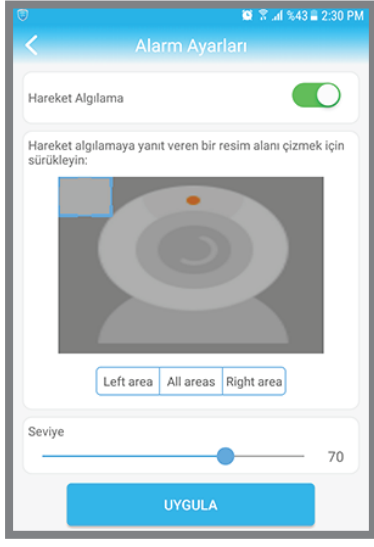 %43 2:30 PM
Alarm Ayarları
Hareket Algılama
Hareket algılamaya yanıt veren bir resim alanı çizmek için
sürükleyin:
Left area All areas Right area
Seviye
70
UYGULA